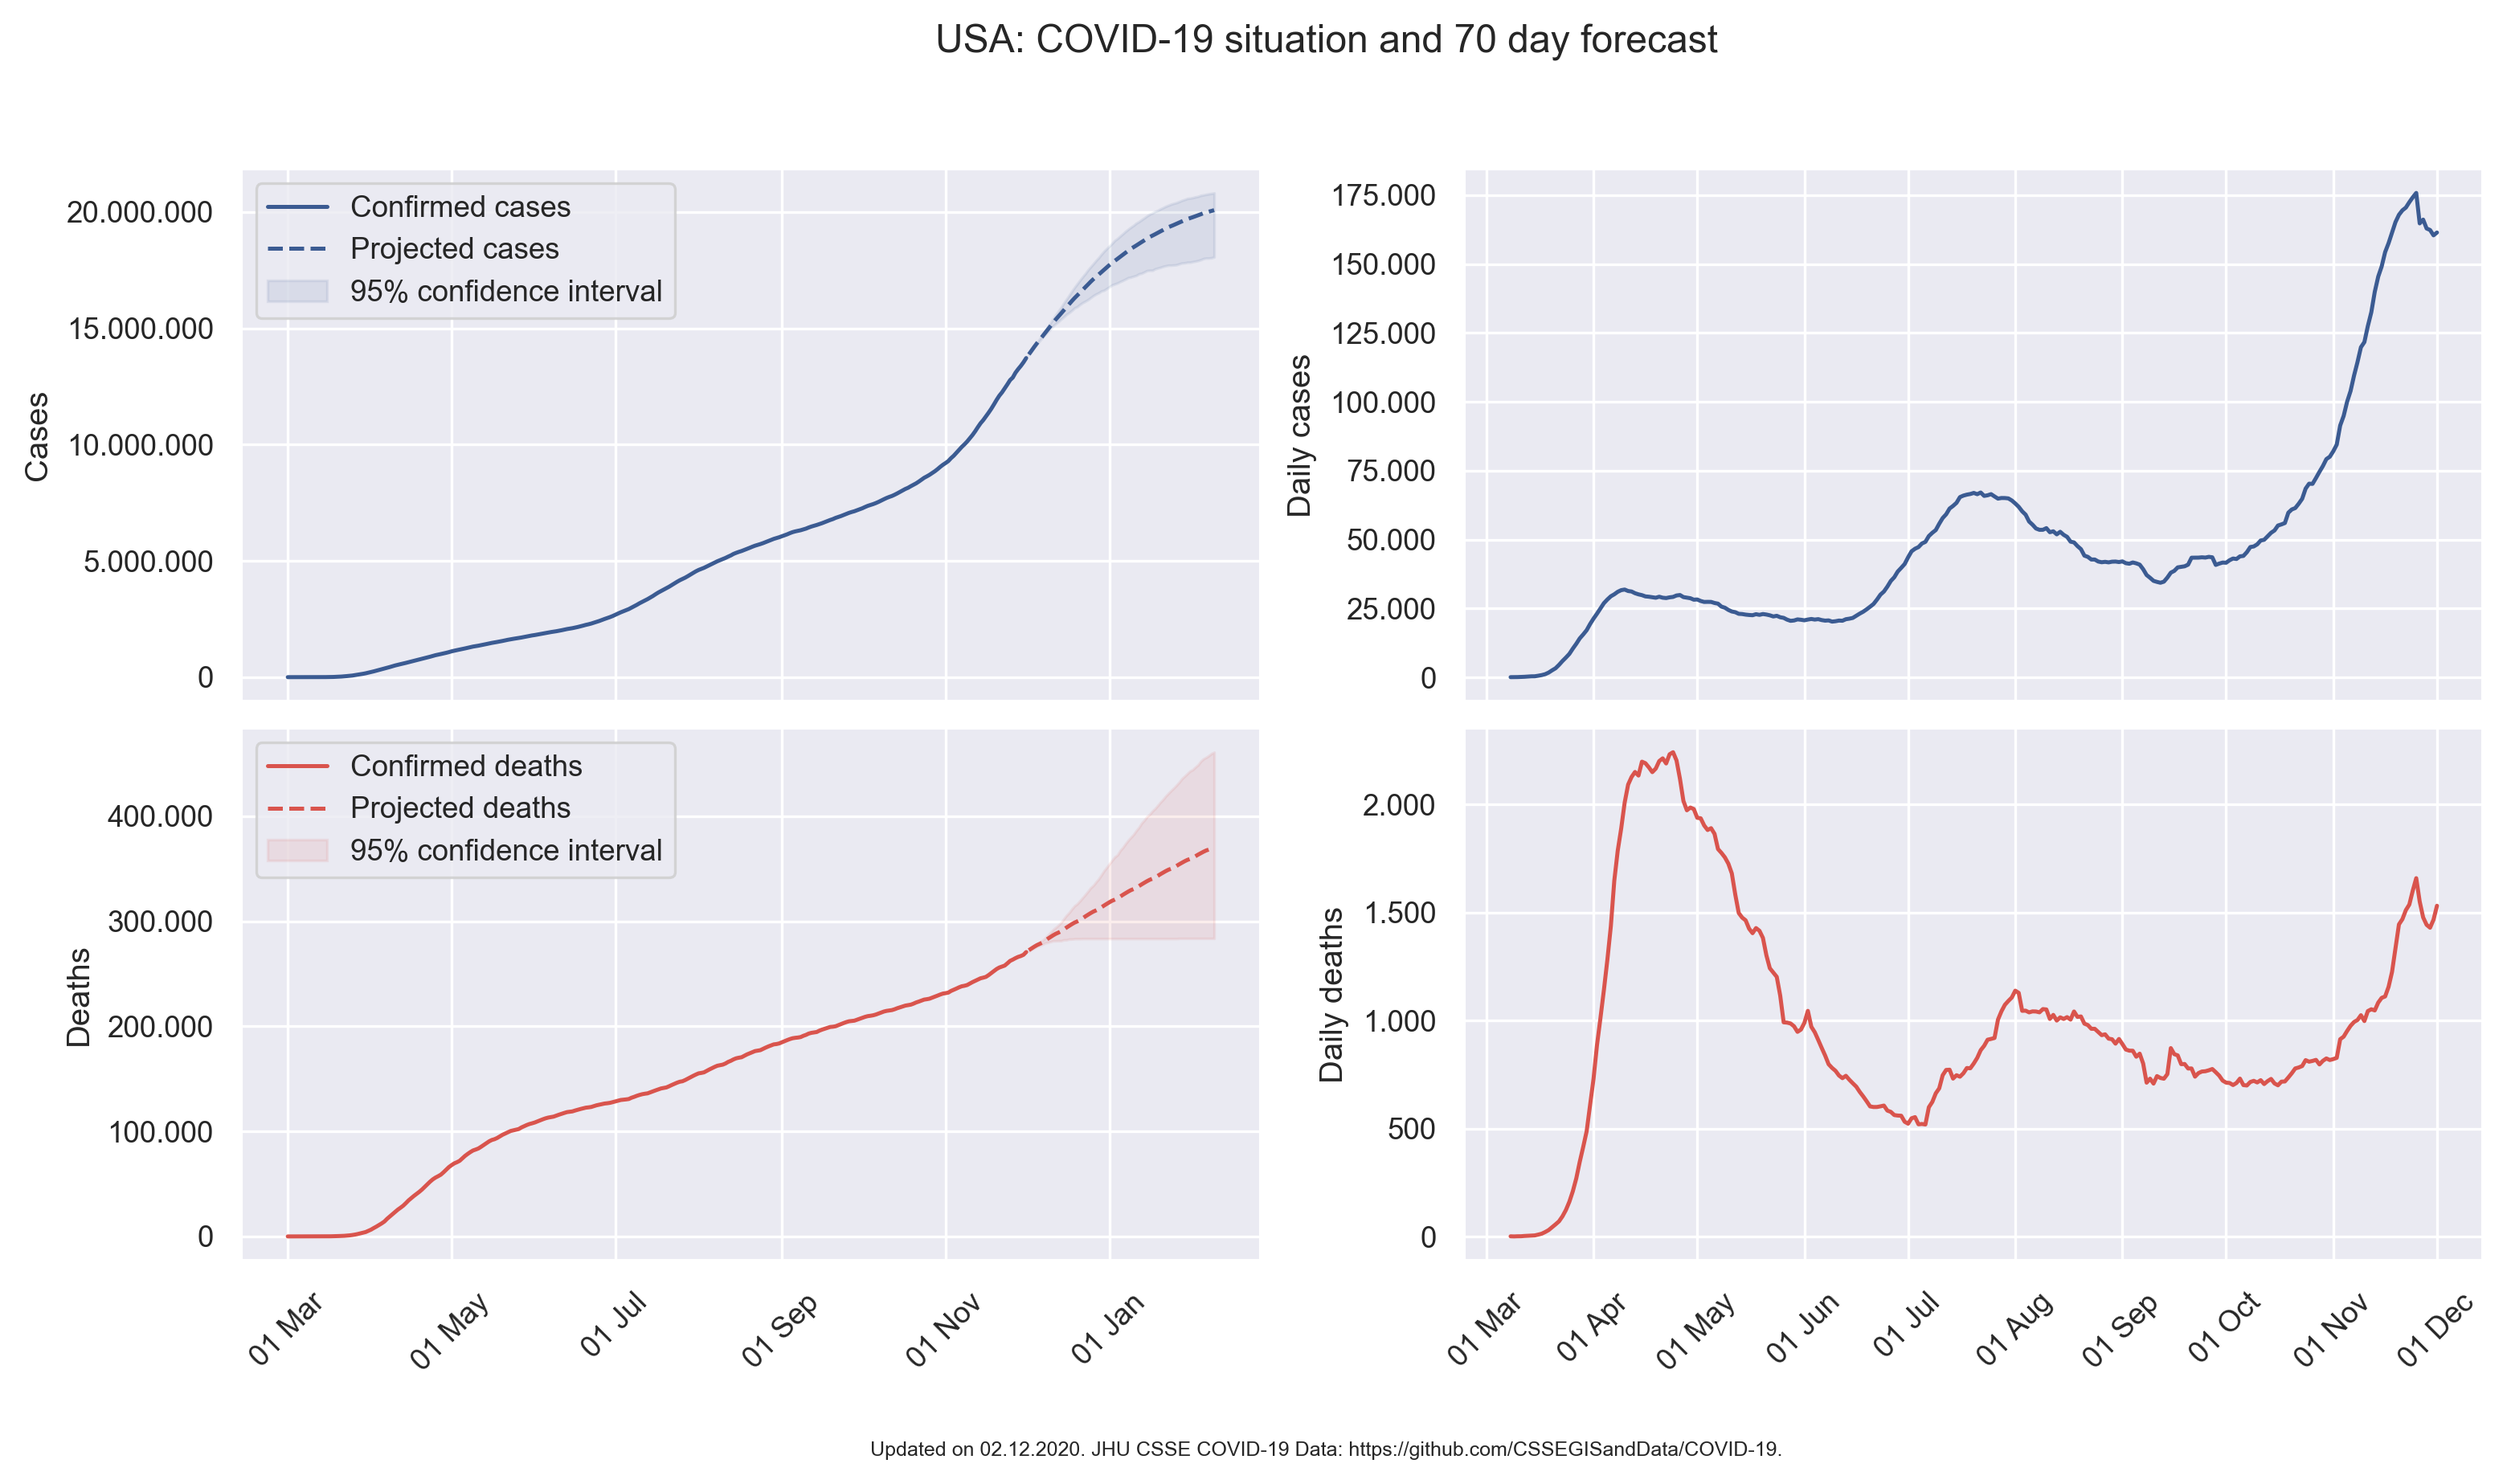 USA: COVID-19 situation and 70 day forecast
Confirmed cases
Projected cases
95% confidence interval
20.000.000
15.000.000
10.000.000
5.000.000
0
Cases
175.000
150.000
125.000
100.000
75.000
50.000
25.000
0
Daily cases
Confirmed deaths
Projected deaths
95% confidence interval
400.000
300.000
200.000
100.000
0
Deaths
01 Mar
01 May
01 Jul
01 Sep
01 Nov
01 Jan
2.000
1.500
1.000
500
0
Daily deaths
01 Mar
01 Apr
01 May
01 Jun
01 Jul
01 Aug
01 Sep
01 Oct
01 Nov
01 Dec
Updated on 02.12.2020. JHU CSSE COVID-19 Data: https://github.com/CSSEGISandData/COVID-19.